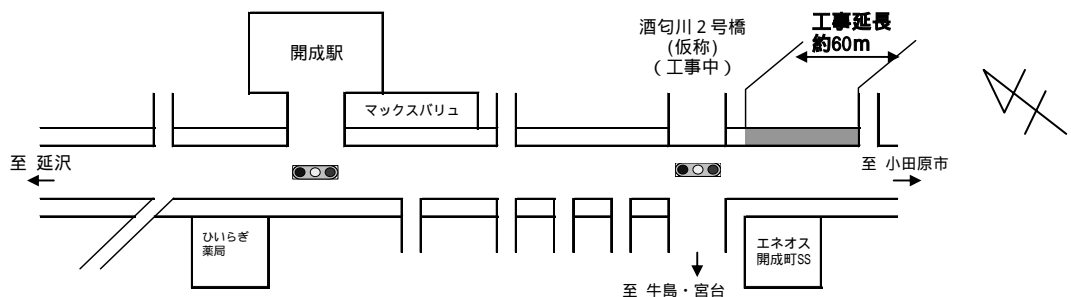 開成駅
マックスバリュ
酒匂川２号橋
(仮称)
(工事中)
工事延長
約60m
至 延沢
至 小田原市
ひいらぎ
薬局
エネオス
開成町SS
至 牛島・宮台